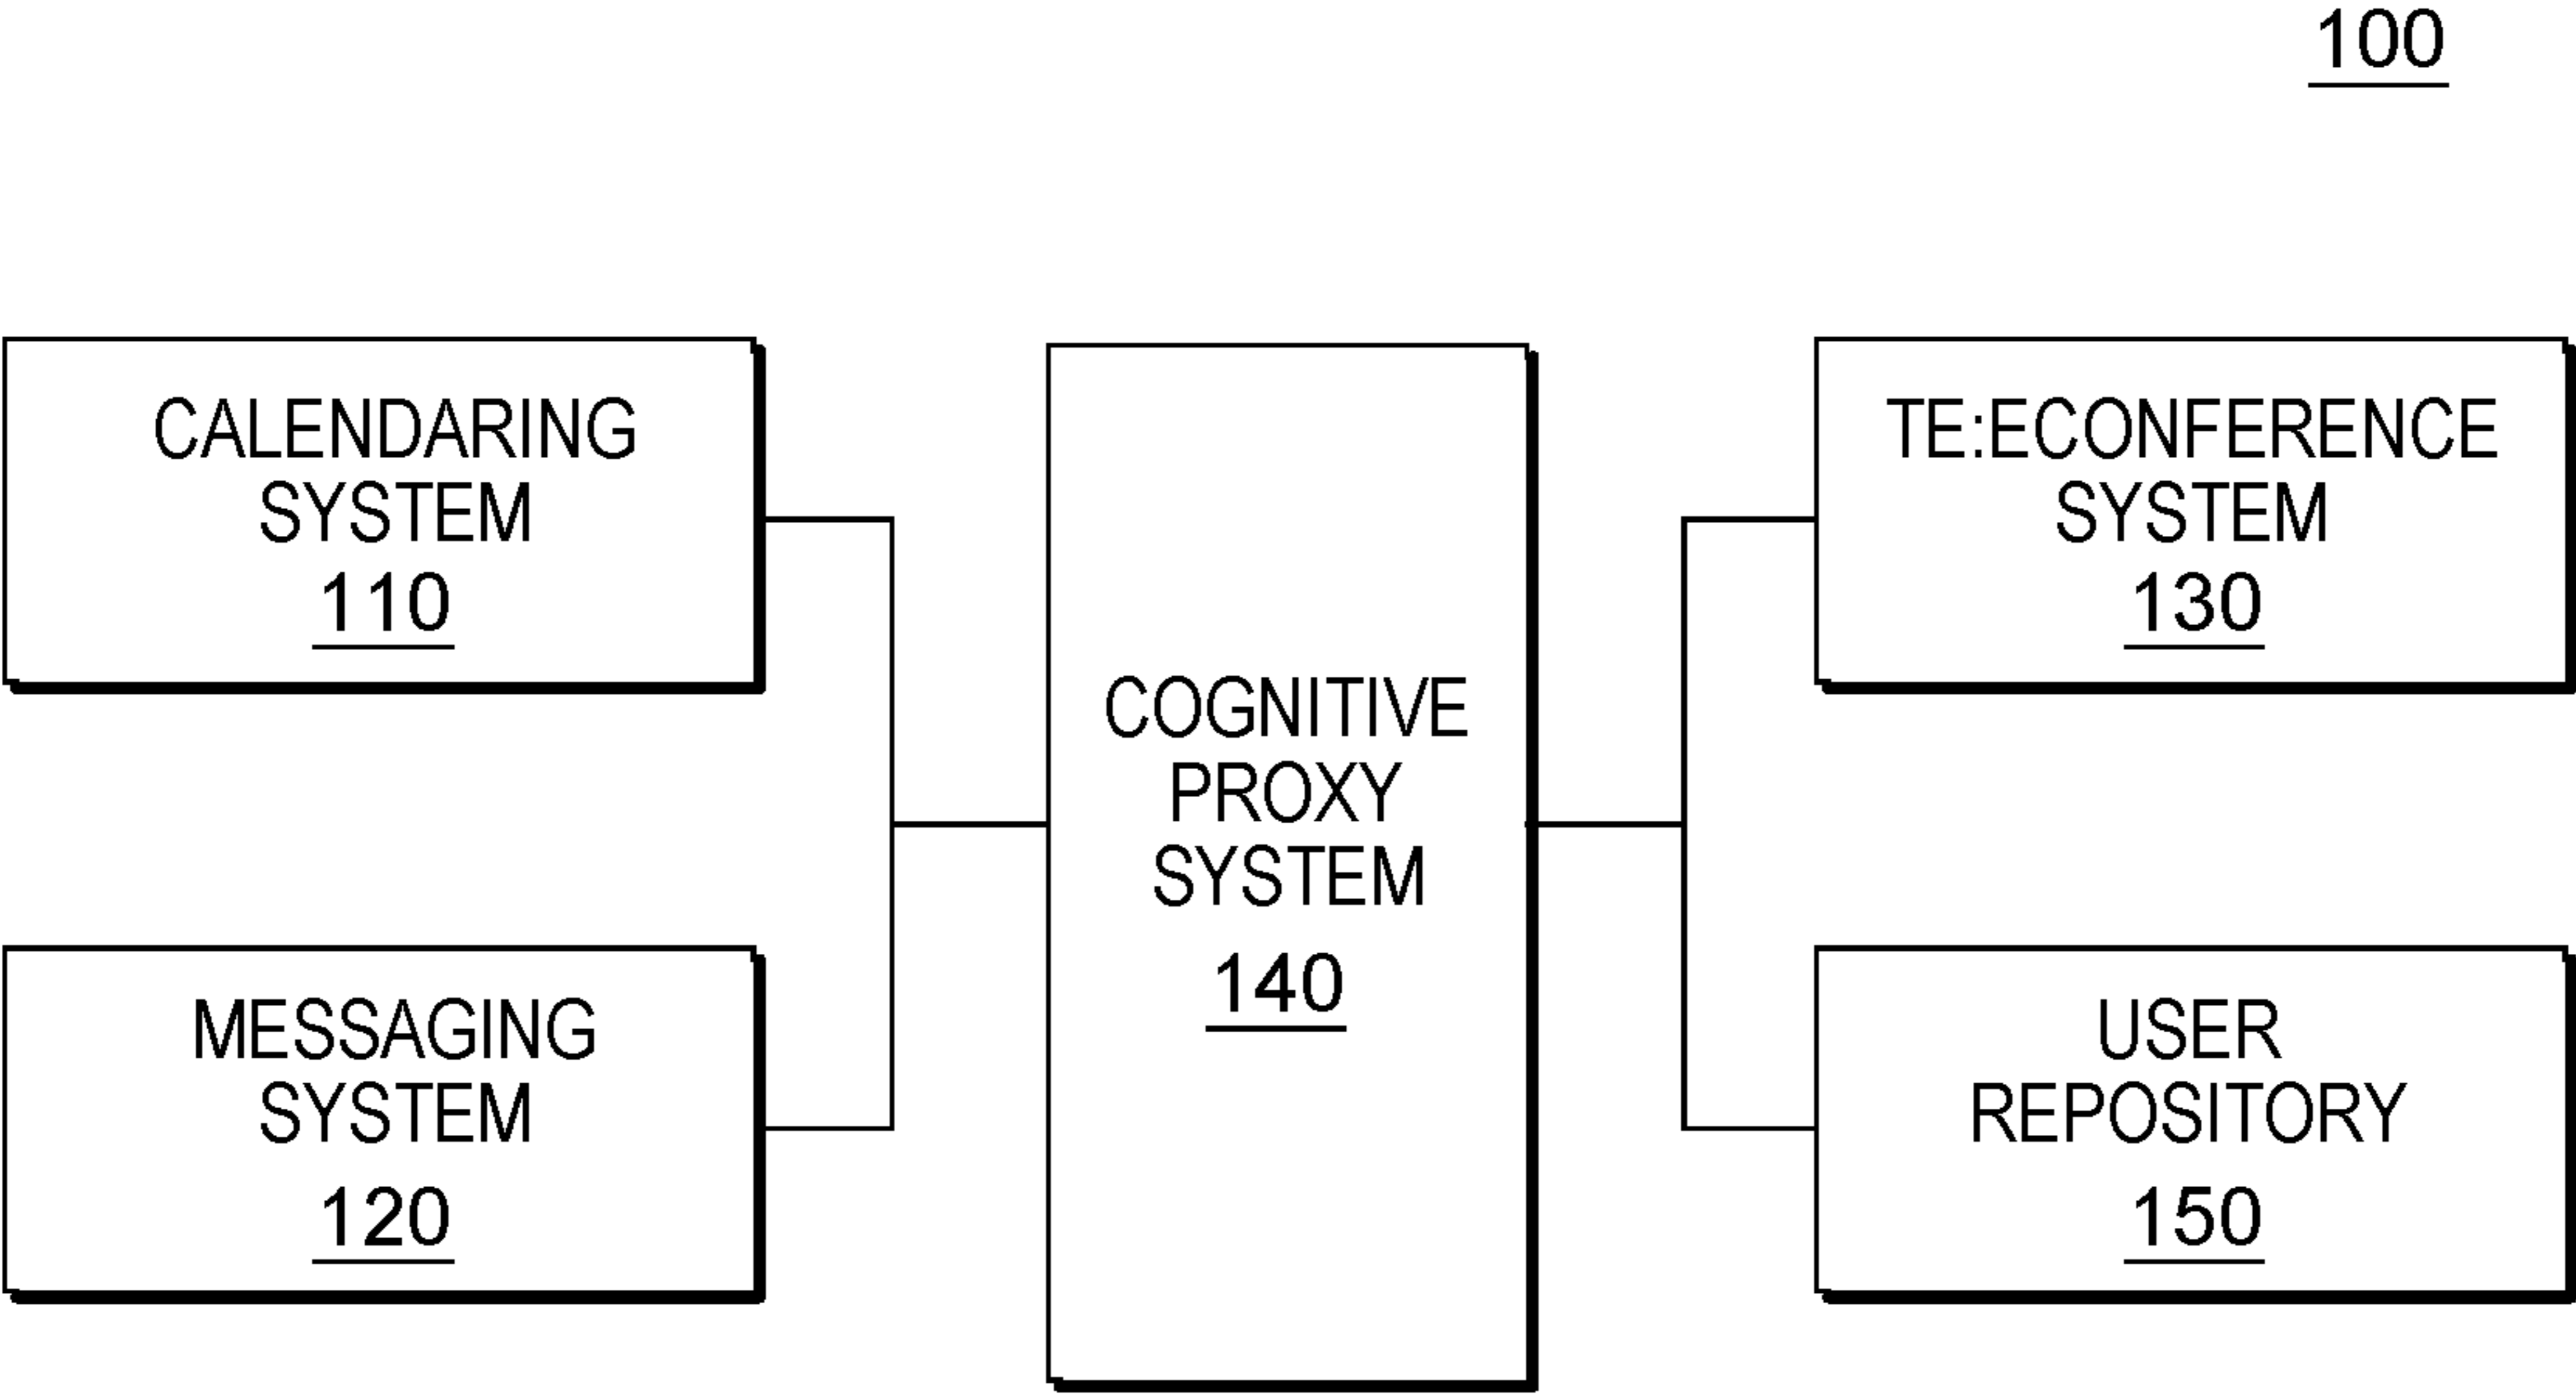 100
CALENDARING
SYSTEM
110
MESSAGING
SYSTEM
120
COGNITIVE
PROXY
SYSTEM
140
TE:ECONFERENCE
SYSTEM
130
USER
REPOSITORY
150